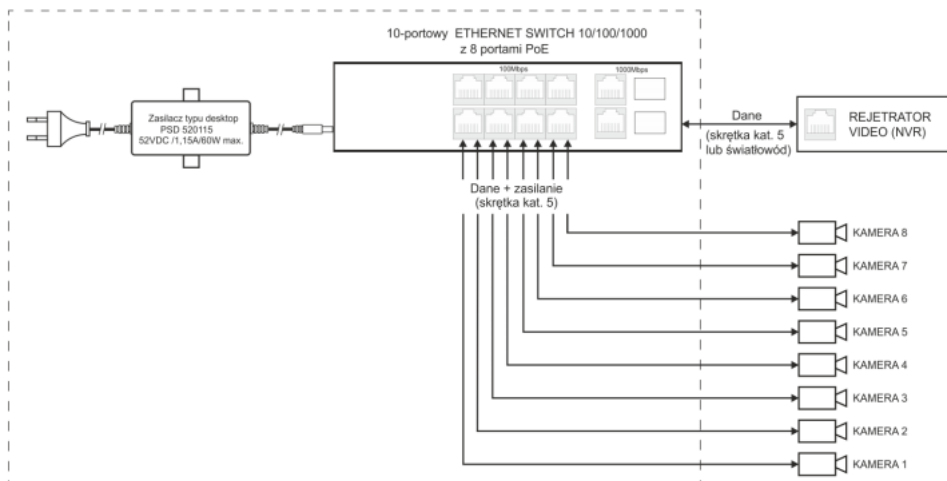 10-portowy ETHERNET SWITCH 10/100/1000
z 8 portami PoE
100Mbps
1000Mbps
Zasilacz typu desktop
PSD 520115
52VDC /1,15A/60W max.
Dane
(skrętka kat. 5
lub światłowód)
REJETRATOR
VIDEO (NVR)
Dane + zasilanie
(skrętka kat. 5)
KAMERA 8
KAMERA 7
KAMERA 6
KAMERA 5
KAMERA 4
KAMERA 3
KAMERA 2
KAMERA 1